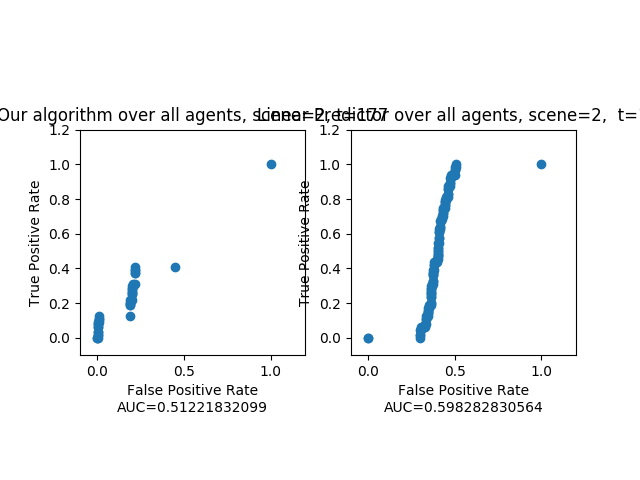 Our algorithm over all agents, scene=2, t=177
Linear Predictor over all agents, scene=2, t=
1.2
1.0
0.8
0.6
0.4
0.2
0.0
True Positive Rate
0.0
0.5
1.0
False Positive Rate
AUC=0.51221832099
1.2
1.0
0.8
0.6
0.4
0.2
0.0
True Positive Rate
0.0
0.5
1.0
False Positive Rate
AUC=0.598282830564